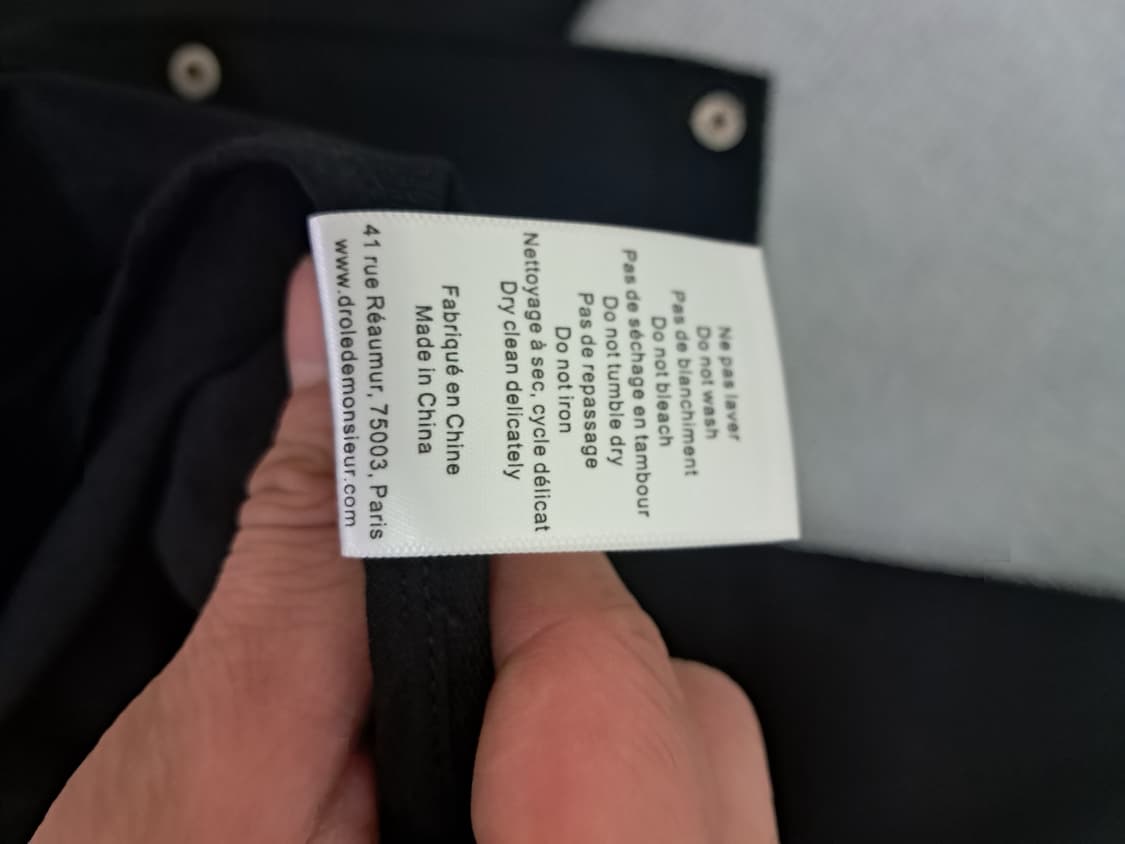 Ne pas laver
Do not wash
Pas de blanchiment
Do not bleach
Pas de séchage en tambour
Do not tumble dry
Pas de repassage
Do not iron
Nettoyage à sec, cycle délicat
Dry clean delicately
Fabriqué en Chine
Made in China
41 rue Réaumur, 75003, Paris
www.droledemonsieur.com